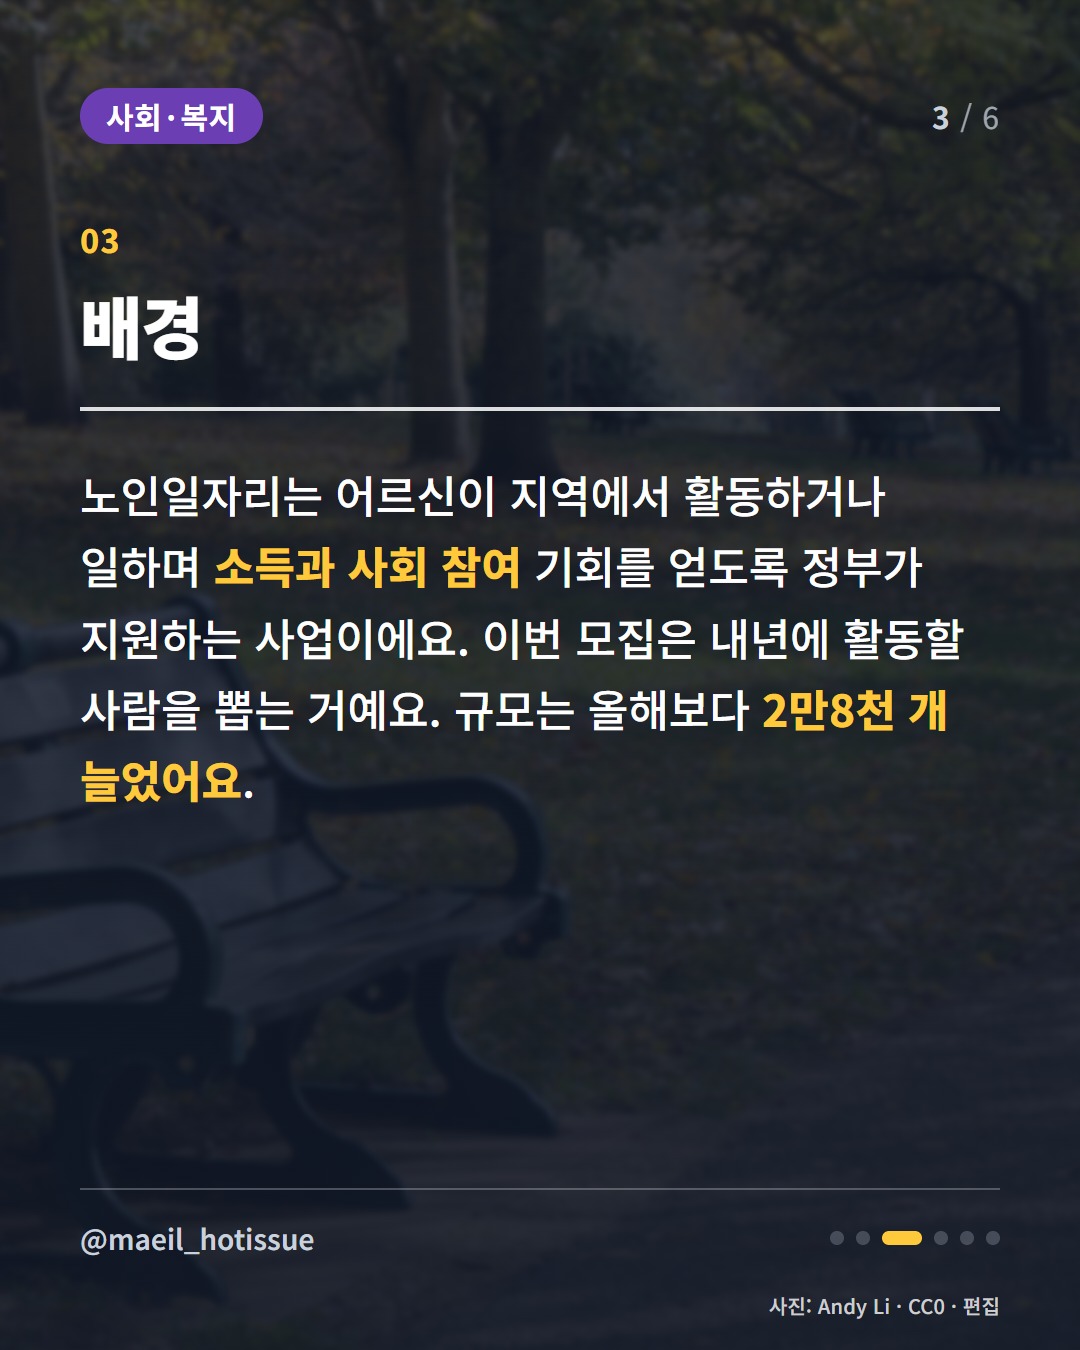 사회·복지
3 / 6
03
배경
노인일자리는 어르신이 지역에서 활동하거나
일하며 소득과 사회 참여 기회를 얻도록 정부가
지원하는 사업이에요. 이번 모집은 내년에 활동할
사람을 뽑는 거예요. 규모는 올해보다 2만8천 개
늘었어요.
@maeil_hotissue
사진: Andy Li · CC0 · 편집